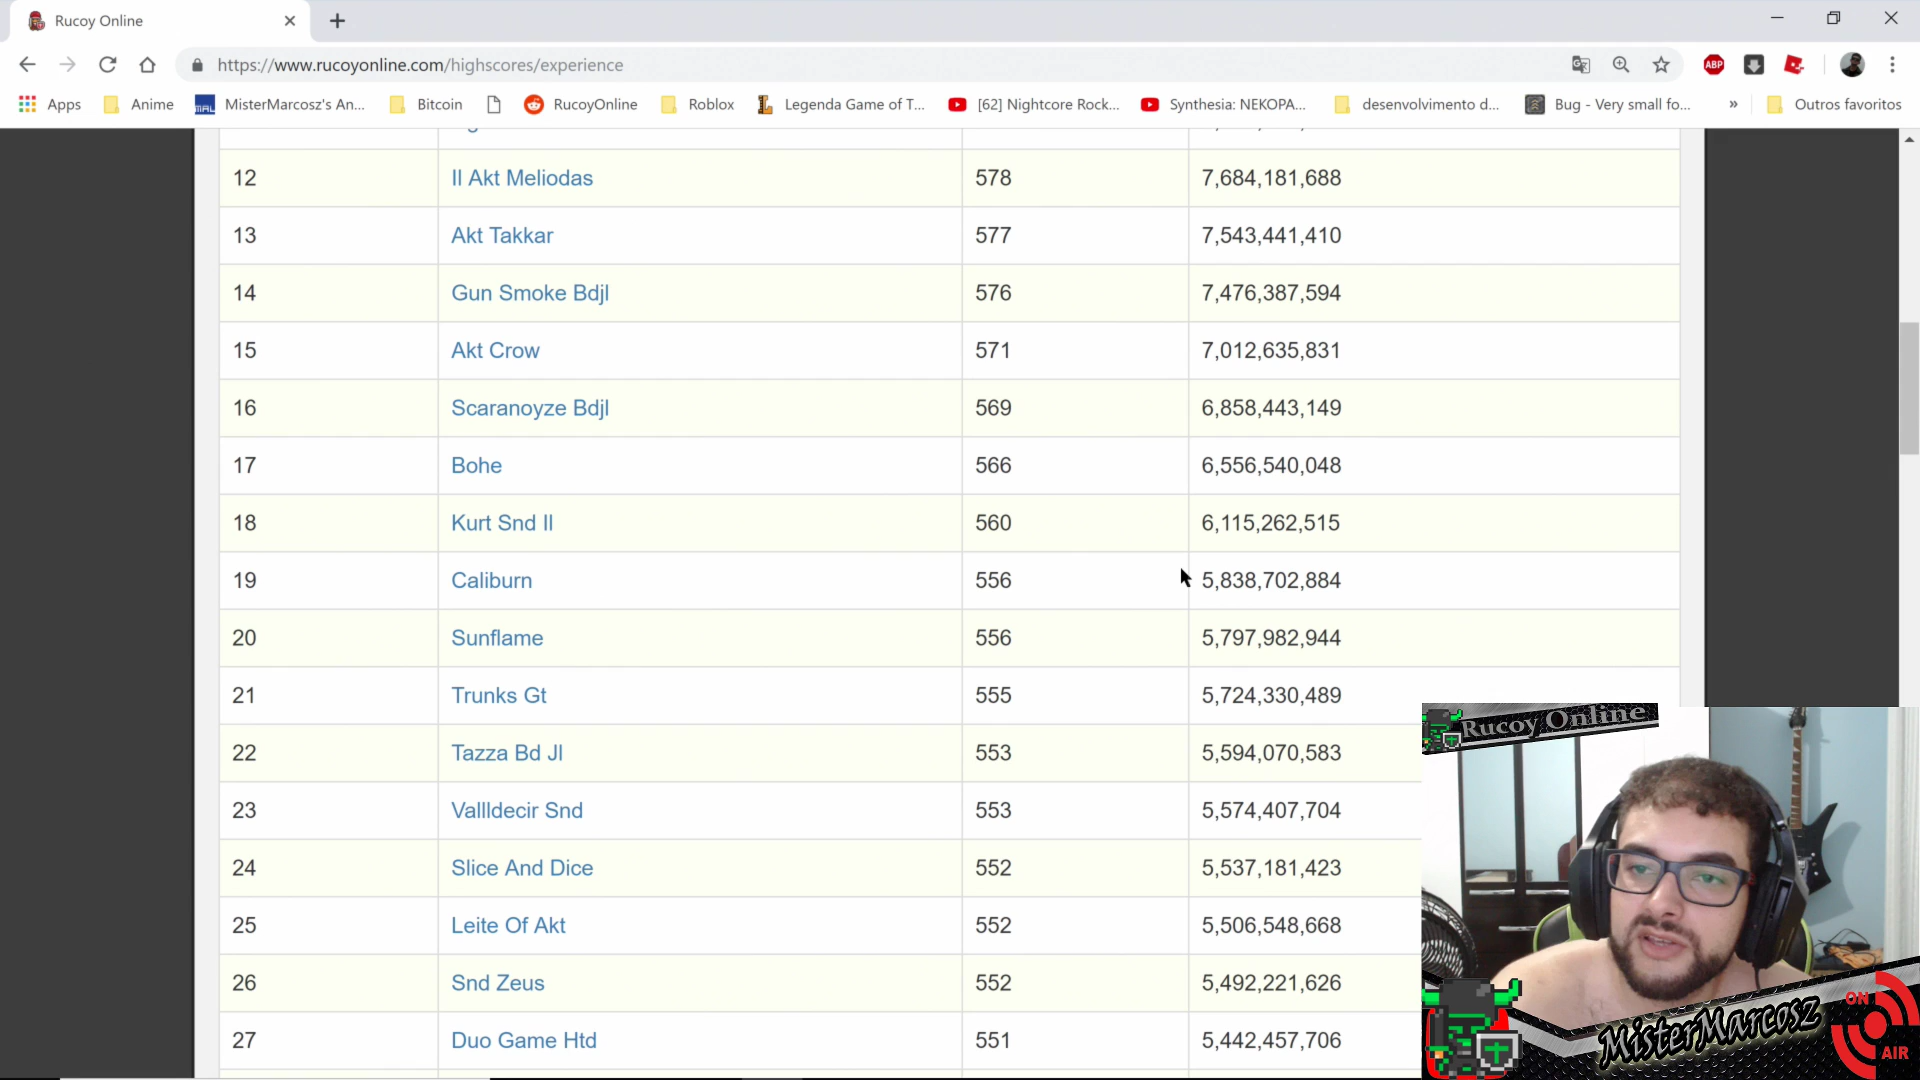 Rucoy Online
https://www.rucoyonline.com/highscores/experience
ABP
Apps Anime MAL MisterMarcosz's An... Bitcoin RucoyOnline Roblox Legenda Game of T... [62] Nightcore Rock... Synthesia: NEKOPA... desenvolvimento d... Bug - Very small fo... » Outros favoritos
12 Il Akt Meliodas 578 7,684,181,688
13 Akt Takkar 577 7,543,441,410
14 Gun Smoke Bdjl 576 7,476,387,594
15 Akt Crow 571 7,012,635,831
16 Scaranoyze Bdjl 569 6,858,443,149
17 Bohe 566 6,556,540,048
18 Kurt Snd Il 560 6,115,262,515
19 Caliburn 556 5,838,702,884
20 Sunflame 556 5,797,982,944
21 Trunks Gt 555 5,724,330,489
22 Tazza Bd Jl 553 5,594,070,583
23 Vallldecir Snd 553 5,574,407,704
24 Slice And Dice 552 5,537,181,423
25 Leite Of Akt 552 5,506,548,668
26 Snd Zeus 552 5,492,221,626
27 Duo Game Htd 551 5,442,457,706
Rucoy Online
MisterMarcosz
ON
AIR